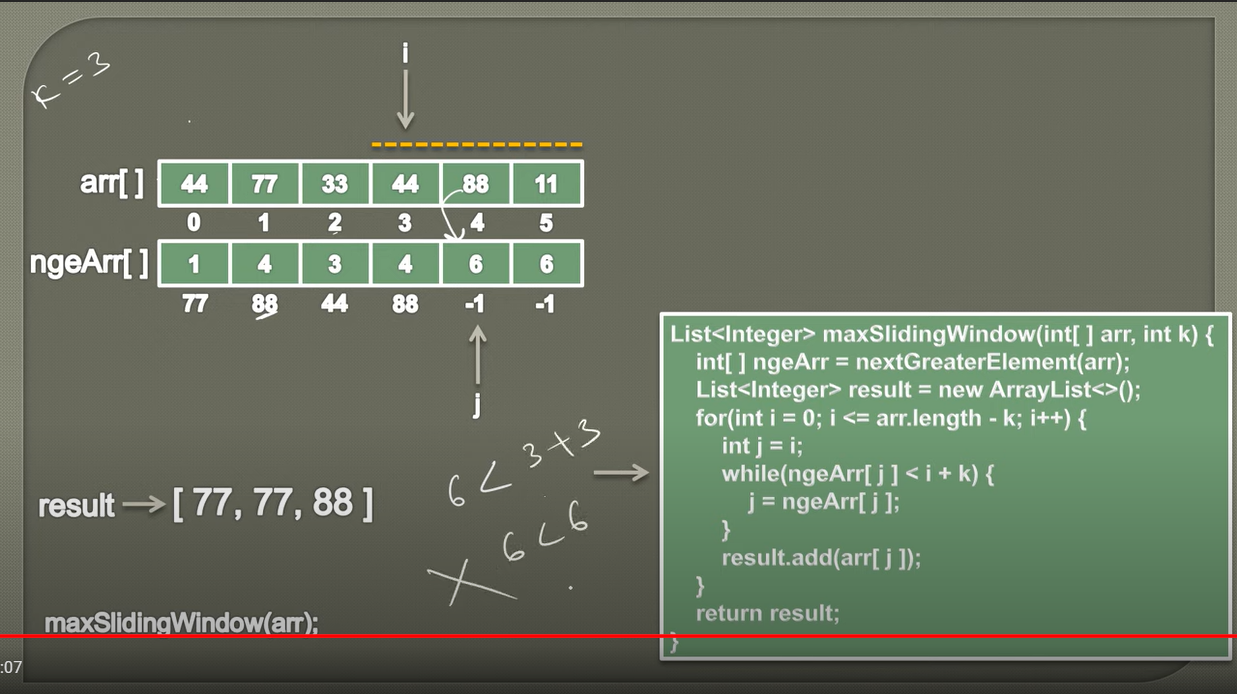 K = 3
i
arr[ ] 44 77 33 44 88 11
0 1 2 3 4 5
ngeArr[ ] 1 4 3 4 6 6
77 88 44 88 -1 -1
j
6 < 3+3
6 < 6
result [ 77, 77, 88 ]
maxSlidingWindow(arr);
:07
List<Integer> maxSlidingWindow(int[ ] arr, int k) {
int[ ] ngeArr = nextGreaterElement(arr);
List<Integer> result = new ArrayList<>();
for(int i = 0; i <= arr.length - k; i++) {
int j = i;
while(ngeArr[ j ] < i + k) {
j = ngeArr[ j ];
}
result.add(arr[ j ]);
}
return result;
}